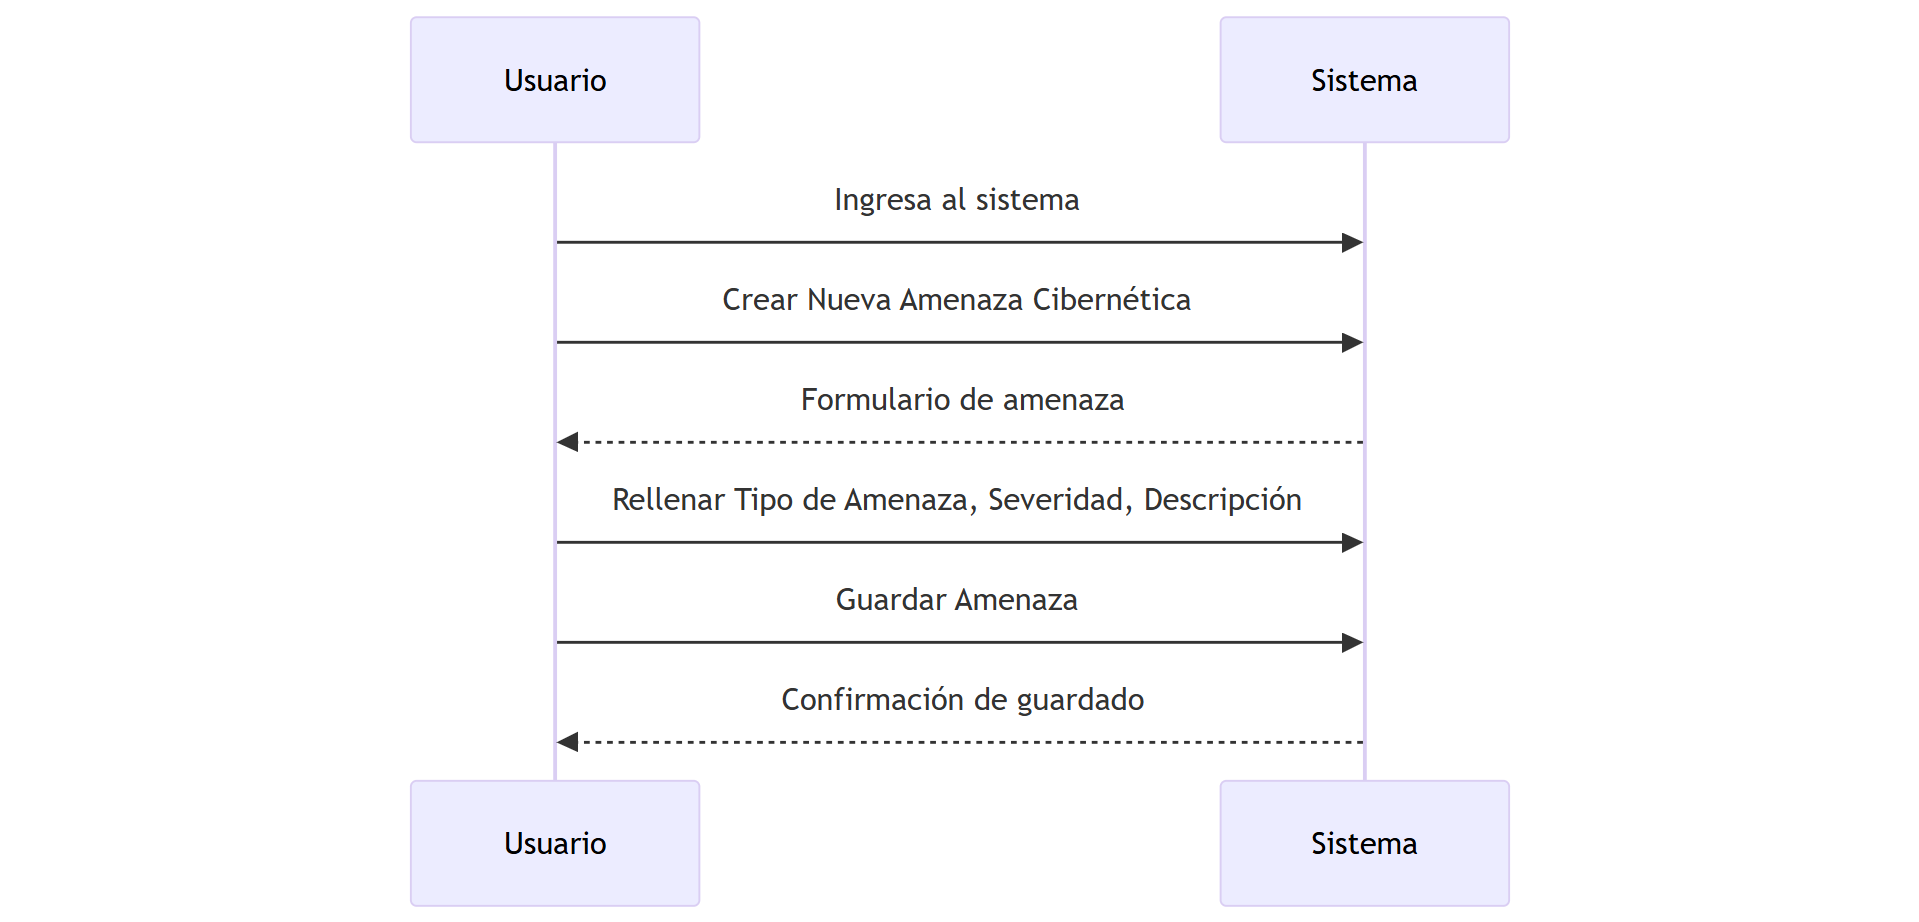 Usuario
Sistema
Ingresa al sistema
Crear Nueva Amenaza Cibernética
Formulario de amenaza
Rellenar Tipo de Amenaza, Severidad, Descripción
Guardar Amenaza
Confirmación de guardado
Usuario
Sistema